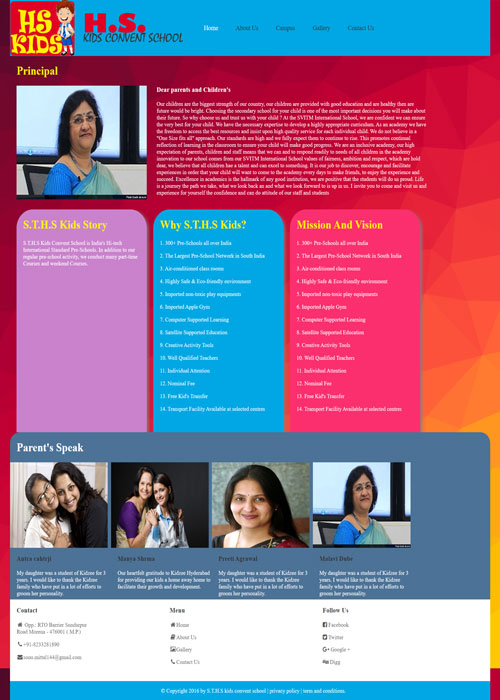 HS
KIDS
H.S.
KIDS CONVENT SCHOOL
Home
About Us
Campus
Gallery
Contact Us
Principal
Dear parents and Children's
Our children are the biggest strength of our country, our children are provided with good education and are healthy then are
future would be bright. Choosing the secondary school for your child is one of the most important decisions you will make about
their future. So why choose us and trust us with your child ? At the SVTIM International School, we are confident we can ensure
the very best for your child. We have the necessary expertise to develop a highly appropriate curriculum. As an academy we have
the freedom to access the best resources and insist upon high quality service for each individual child. We do not believe in a
"One Size fits all" approach. Our standards are high and we fully expect them to continue to rise. This promotes continual
reflection of learning in the classroom to ensure your child will make good progress. We are an inclusive academy, our high
expectation of parents, children and staff means that we can and to respond readily to needs of all children in the academy
innovation to our school comes from our SVTIM International School values of fairness, ambition and respect, which are hold
dear, we believe that all children has a talent and can excel to something. It is our job to discover, encourage and facilitate
experiences in order that your child will want to come to the academy every days to make friends, to enjoy the experience and
succeed. Excellence in academics is the hallmark of any good institution, we are positive that the students will do us proud. Life
is a journey the path we take, what we look back as and what we look forward to is up to us. I invite you to come and visit us and
experience for yourself the confidence and can do attitude of our staff and students
S.T.H.S Kids Story
S.T.H.S Kids Convent School is India's Hi-tech
International Standard Pre-Schools. In addition to our
regular pre-school activity, we conduct many part-time
Courses and weekend Courses.
Why S.T.H.S Kids?
1. 300+ Pre-Schools all over India
2. The Largest Pre-School Network in South India
3. Air-conditioned class rooms
4. Highly Safe & Eco-friendly environment
5. Imported non-toxic play equipments
6. Imported Apple Gym
7. Computer Supported Learning
8. Satellite Supported Education
9. Creative Activity Tools
10. Well Qualified Teachers
11. Individual Attention
12. Nominal Fee
13. Free Kid's Transfer
14. Transport Facility Available at selected centers
Mission And Vision
1. 300+ Pre-Schools all over India
2. The Largest Pre-School Network in South India
3. Air-conditioned class rooms
4. Highly Safe & Eco-friendly environment
5. Imported non-toxic play equipments
6. Imported Apple Gym
7. Computer Supported Learning
8. Satellite Supported Education
9. Creative Activity Tools
10. Well Qualified Teachers
11. Individual Attention
12. Nominal Fee
13. Free Kid's Transfer
14. Transport Facility Available at selected centers
Parent's Speak
Antra rahirji
My daughter was a student of Kidzee for 3
years. I would like to thank the Kidzee
family who have put in a lot of efforts to
groom her personality.
Manya Shema
Our heartfelt gratitude to Kidzee Hyderabad
for providing our kids a home away home to
facilitate their growth and development.
Preeti Agrawal
My daughter was a student of Kidzee for 3
years. I would like to thank the Kidzee
family who have put in a lot of efforts to
groom her personality.
Malavi Dube
My daughter was a student of Kidzee for 3
years. I would like to thank the Kidzee
family who have put in a lot of efforts to
groom her personality.
Contact
Opp : RTO Barrier
Road Morena - 476001 ( M.P.)
+91-8231281890
Menu
Home
About Us
Gallery
Contact Us
Follow Us
Facebook
Twitter
Google +
Digg
© Copyright 2016 by S.T.H.S kids convent school | privacy policy | term and conditions.